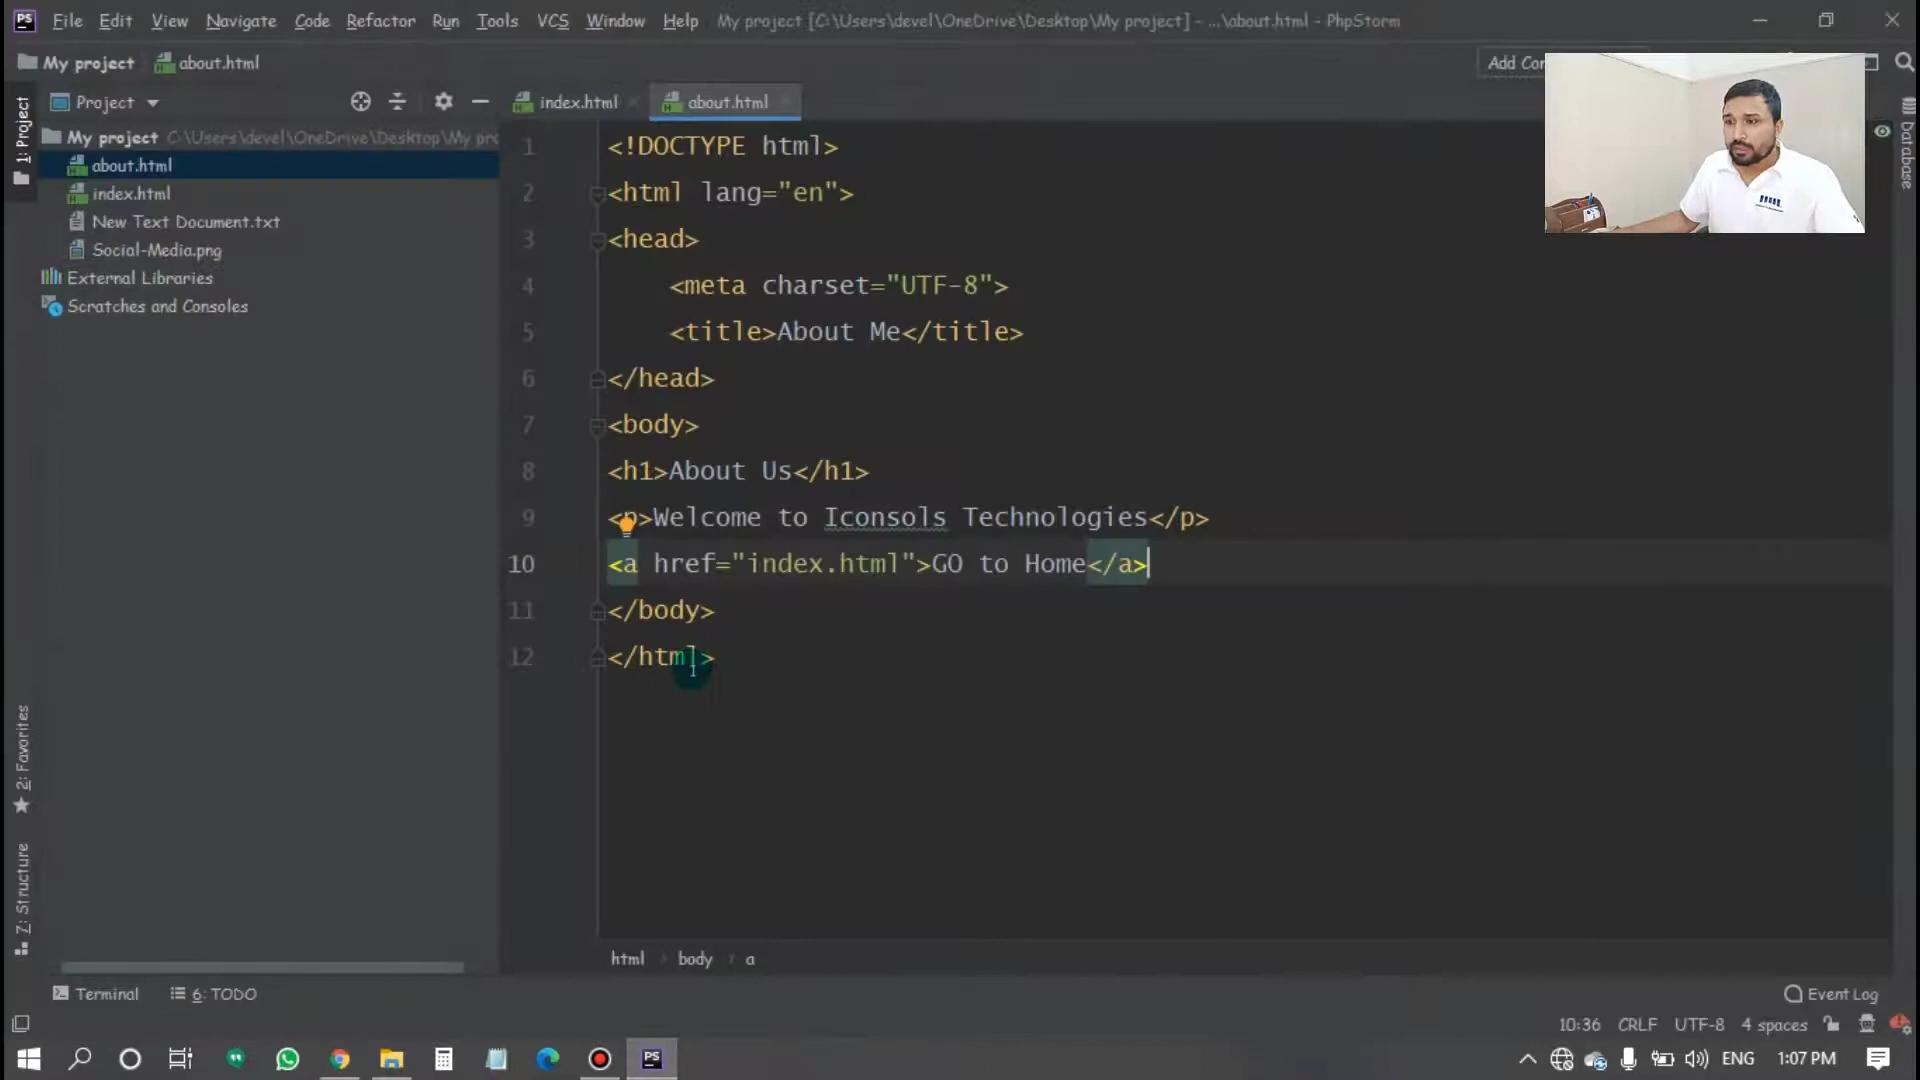 File Edit View Navigate Code Refactor Run Tools VCS Window Help My project [C:\Users\devel\OneDrive\Desktop\My project] - ...\about.html - PhpStorm
My project about.html
Add Con
1: Project
Project
index.html about.html
My project C:\Users\devel\OneDrive\Desktop\My pro
about.html
index.html
New Text Document.txt
Social-Media.png
External Libraries
Scratches and Consoles
1 <!DOCTYPE html>
2 <html lang="en">
3 <head>
4 <meta charset="UTF-8">
5 <title>About Me</title>
6 </head>
7 <body>
8 <h1>About Us</h1>
9 <p>Welcome to Iconsols Technologies</p>
10 <a href="index.html">GO to Home</a>
11 </body>
12 </html>
Database
2: Favorites
7: Structure
html body a
Terminal 6: TODO
Event Log
10:36 CRLF UTF-8 4 spaces
PS
ENG 1:07 PM